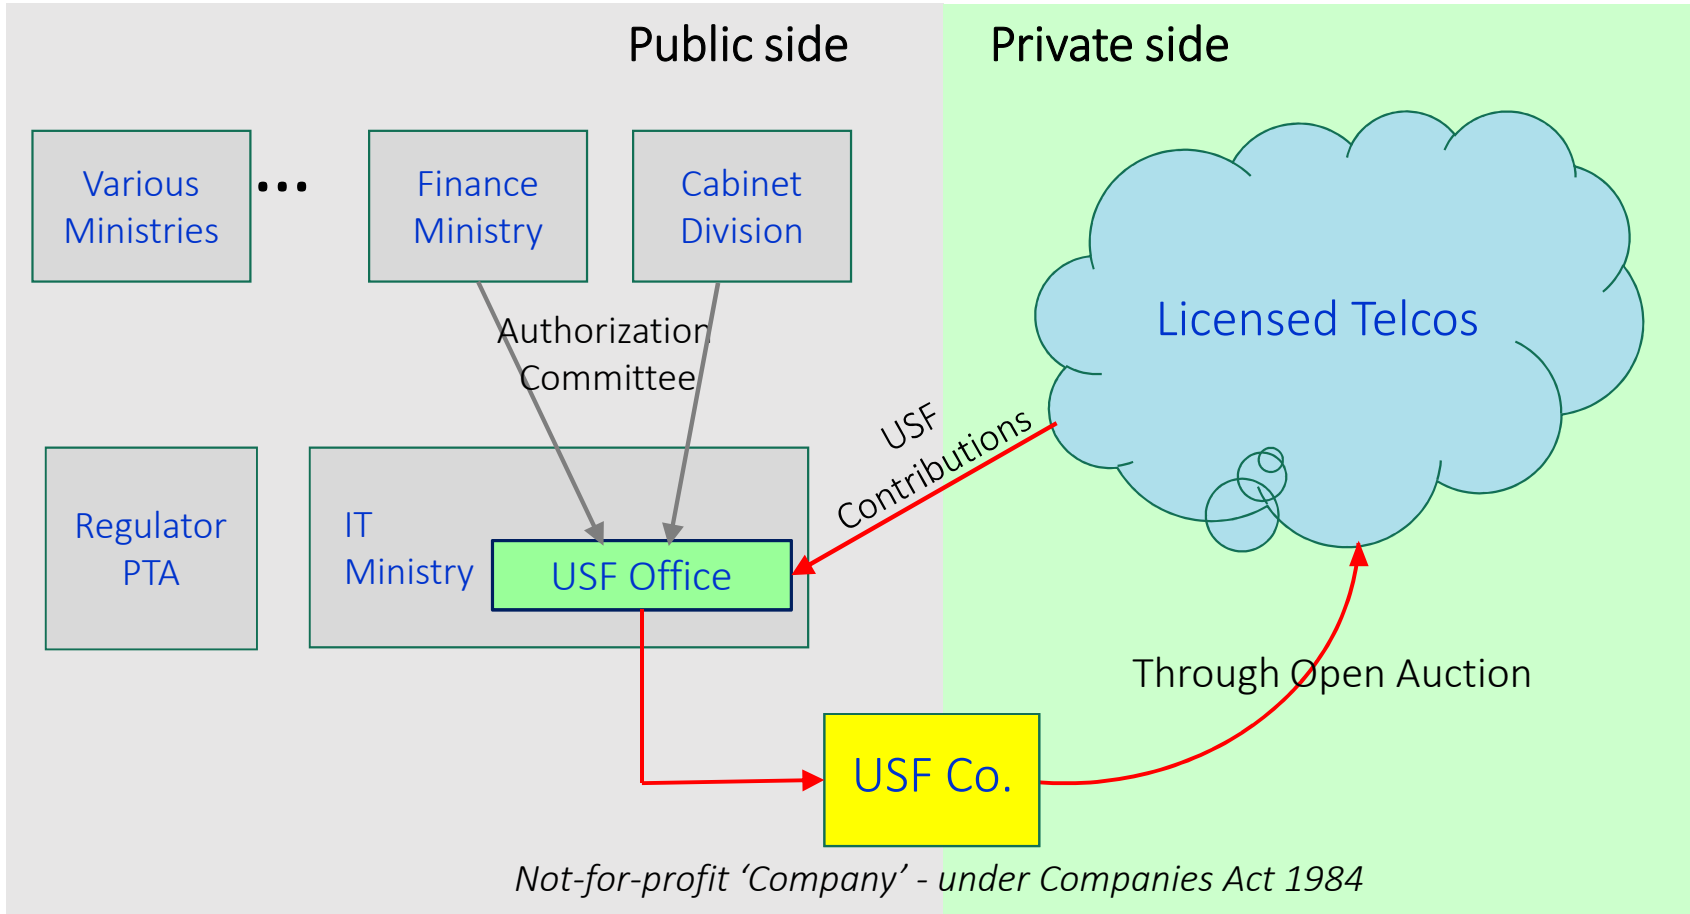 Public side
Private side
Various
Ministries
...
Finance
Ministry
Cabinet
Division
Licensed Telcos
Authorization
Committee
USF
Contributions
Regulator
PTA
IT
Ministry
USF Office
Through Open Auction
USF Co.
Not-for-profit ‘Company’ - under Companies Act 1984